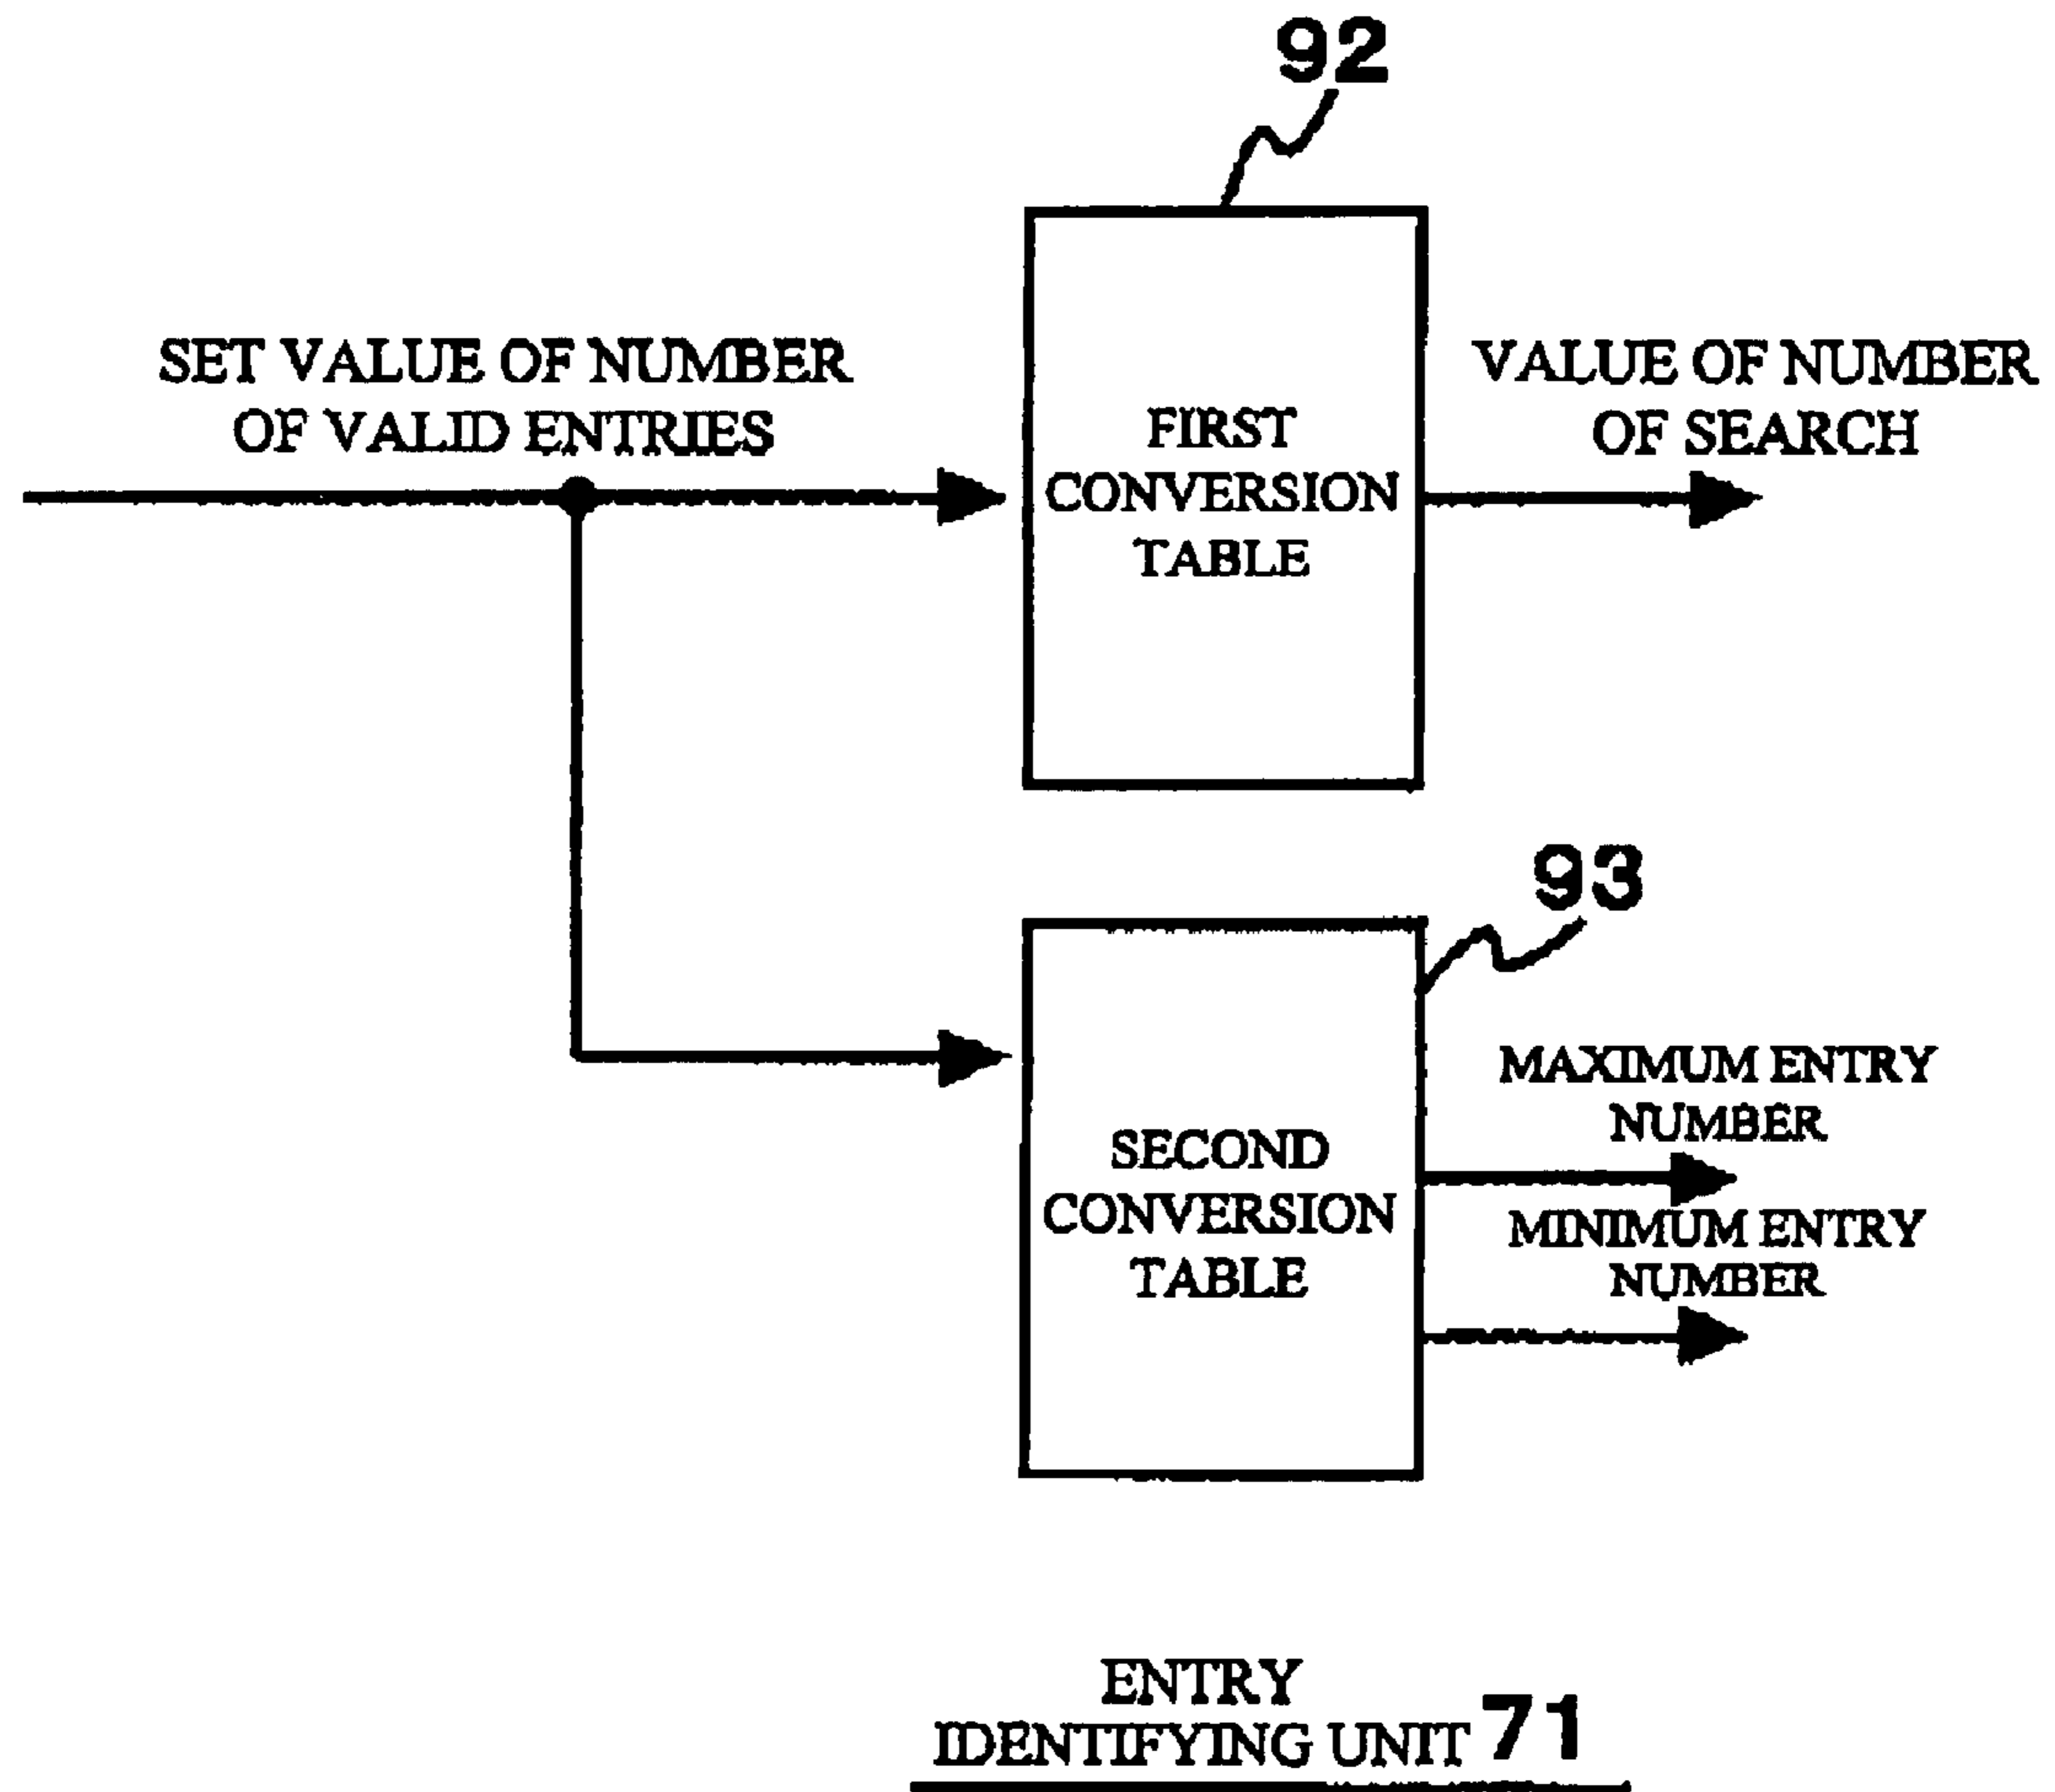 92
SET VALUE OF NUMBER
OF VALID ENTRIES
FIRST
CONVERSION
TABLE
VALUE OF NUMBER
OF SEARCH
93
SECOND
CONVERSION
TABLE
MAXIMUM ENTRY
NUMBER
MINIMUM ENTRY
NUMBER
ENTRY
IDENTIFYING UNIT 71